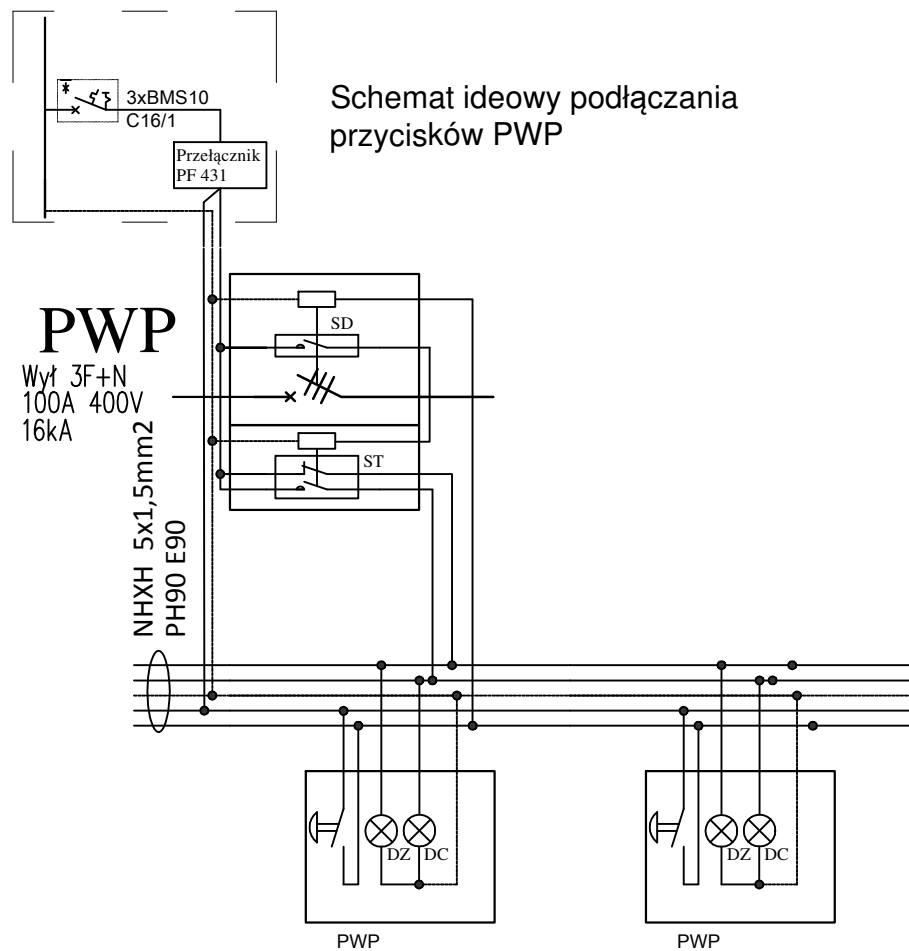 3xBMS10
C16/1
Schemat ideowy podłączania
przycisków PWP
Przełącznik
PF 431
PWP
SD
Wył 3F+N
100A 400V
16kA
ST
NHXH 5x1,5mm2
PH90 E90
DZ DC
DZ DC
PWP
PWP